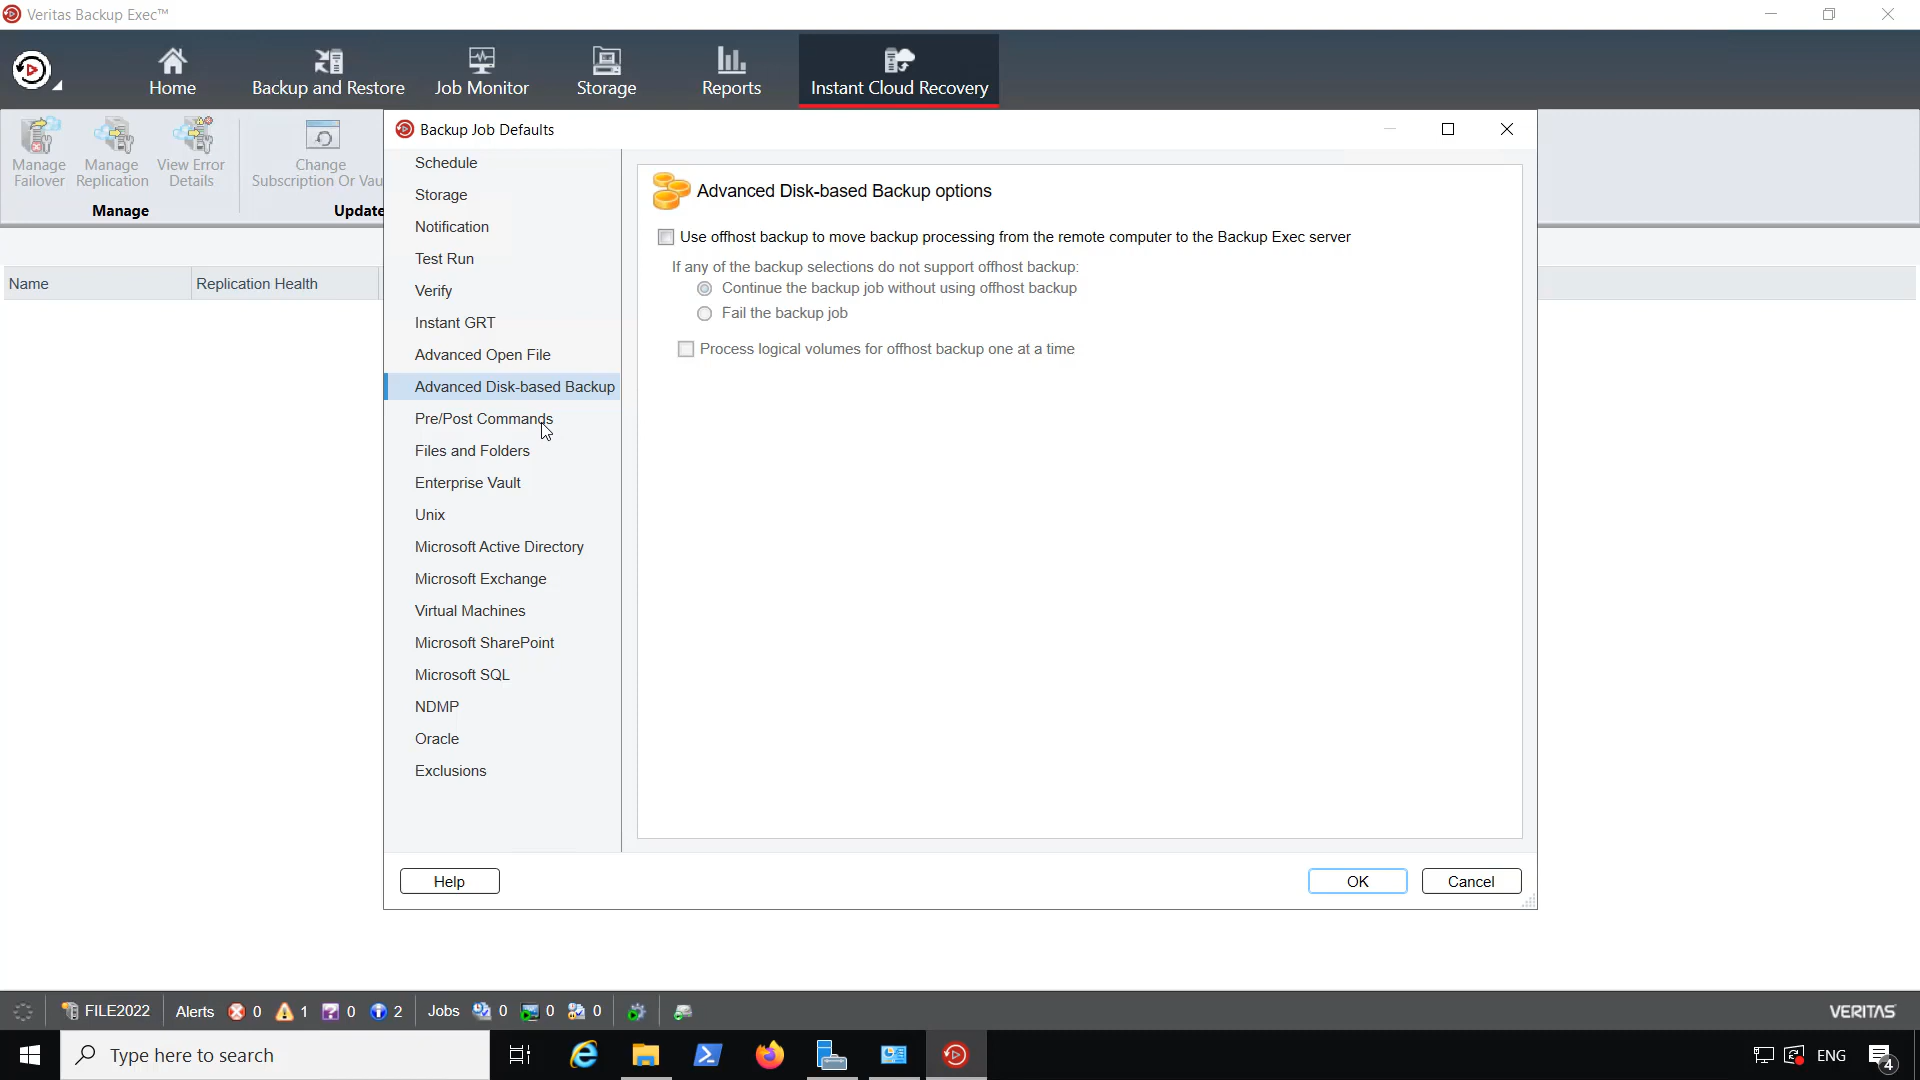 Veritas Backup Exec™
Home
Backup and Restore
Job Monitor
Storage
Reports
Instant Cloud Recovery
Manage Failover
Manage Replication
View Error Details
Change Subscription Or Vau
Manage
Update
Name
Replication Health
Backup Job Defaults
Schedule
Storage
Notification
Test Run
Verify
Instant GRT
Advanced Open File
Advanced Disk-based Backup
Pre/Post Commands
Files and Folders
Enterprise Vault
Unix
Microsoft Active Directory
Microsoft Exchange
Virtual Machines
Microsoft SharePoint
Microsoft SQL
NDMP
Oracle
Exclusions
Advanced Disk-based Backup options
Use offhost backup to move backup processing from the remote computer to the Backup Exec server
If any of the backup selections do not support offhost backup:
Continue the backup job without using offhost backup
Fail the backup job
Process logical volumes for offhost backup one at a time
Help
OK
Cancel
FILE2022 Alerts 0 1 0 2 Jobs 0 0 0
VERITAS
Type here to search
ENG
4